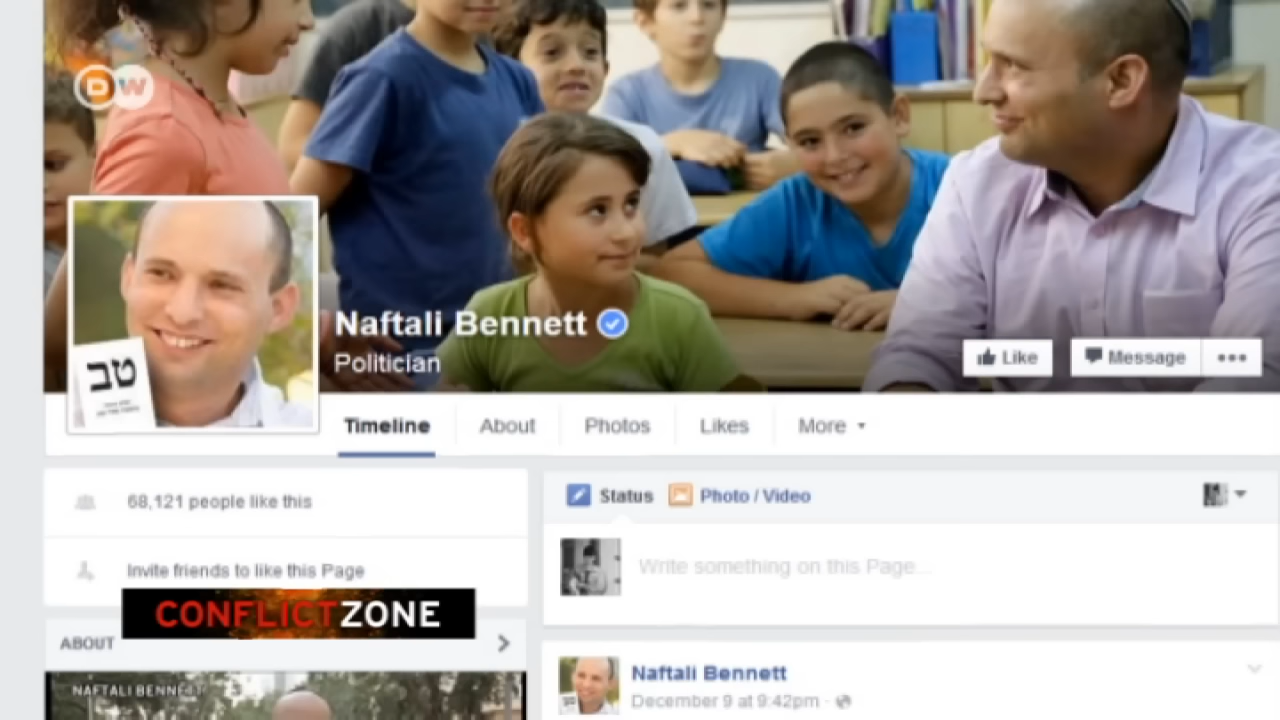 DW
Naftali Bennett
Politician
טב
Like
Message
Timeline
About
Photos
Likes
More
68,121 people like this
Invite friends to like this Page
Status
Photo / Video
Write something on this Page...
CONFLICTZONE
ABOUT
NAFTALI BENNETT
Naftali Bennett
December 9 at 9:42pm